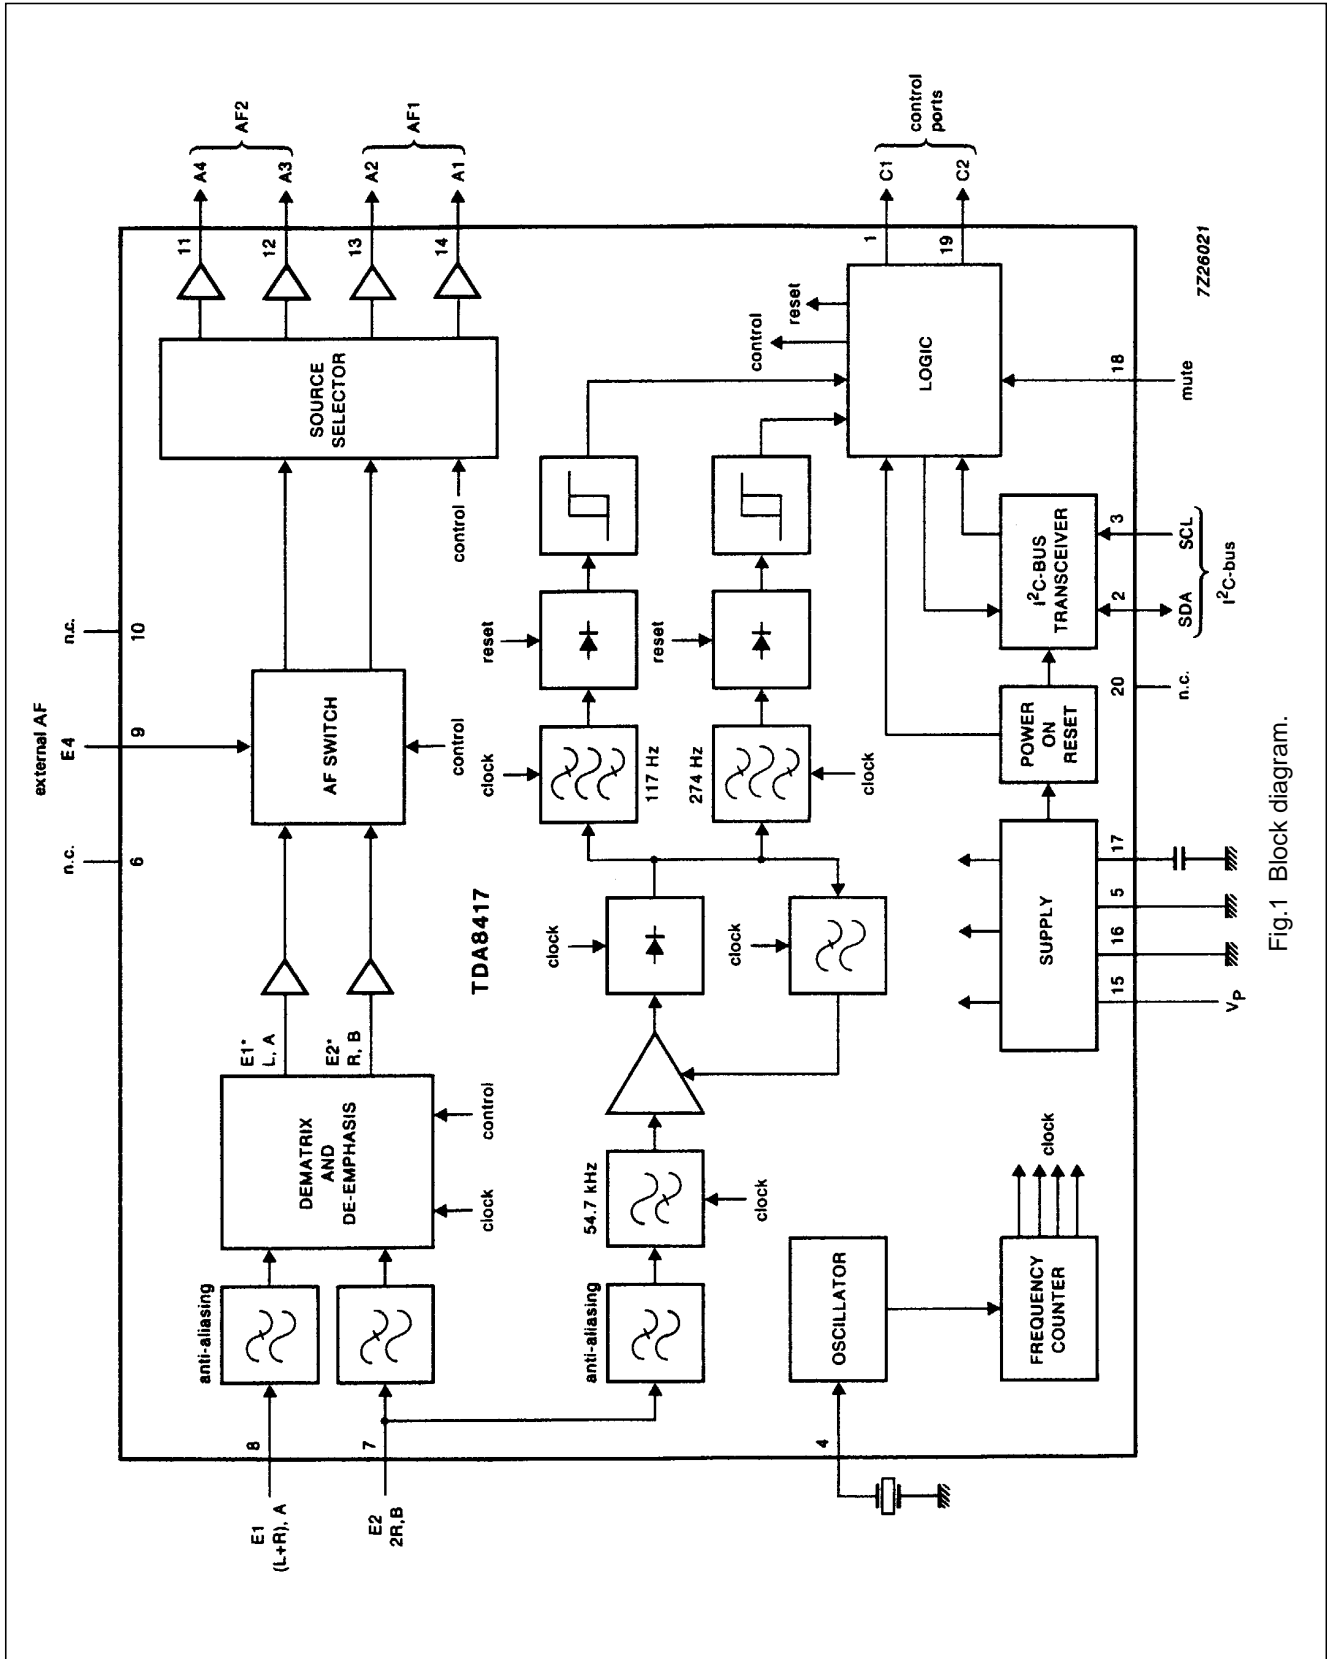 external AF
n.c.
E4
n.c.
6
9
10
E1
(L+R), A
8
E2
2R,B
7
anti-aliasing
DEMATRIX
AND
DE-EMPHASIS
clock
control
E1*
L, A
E2*
R, B
AF SWITCH
control
SOURCE
SELECTOR
control
11
A4
12
A3
AF2
13
A2
14
A1
AF1
TDA8417
anti-aliasing
54.7 kHz
clock
clock
clock
clock
117 Hz
reset
274 Hz
clock
reset
control
reset
LOGIC
1
C1
19
C2
control
ports
4
OSCILLATOR
FREQUENCY
COUNTER
clock
SUPPLY
15
16
5
17
VP
POWER
ON
RESET
20
n.c.
I²C-BUS
TRANSCEIVER
2
3
SDA
SCL
I²C-bus
18
mute
7Z26021
Fig.1 Block diagram.